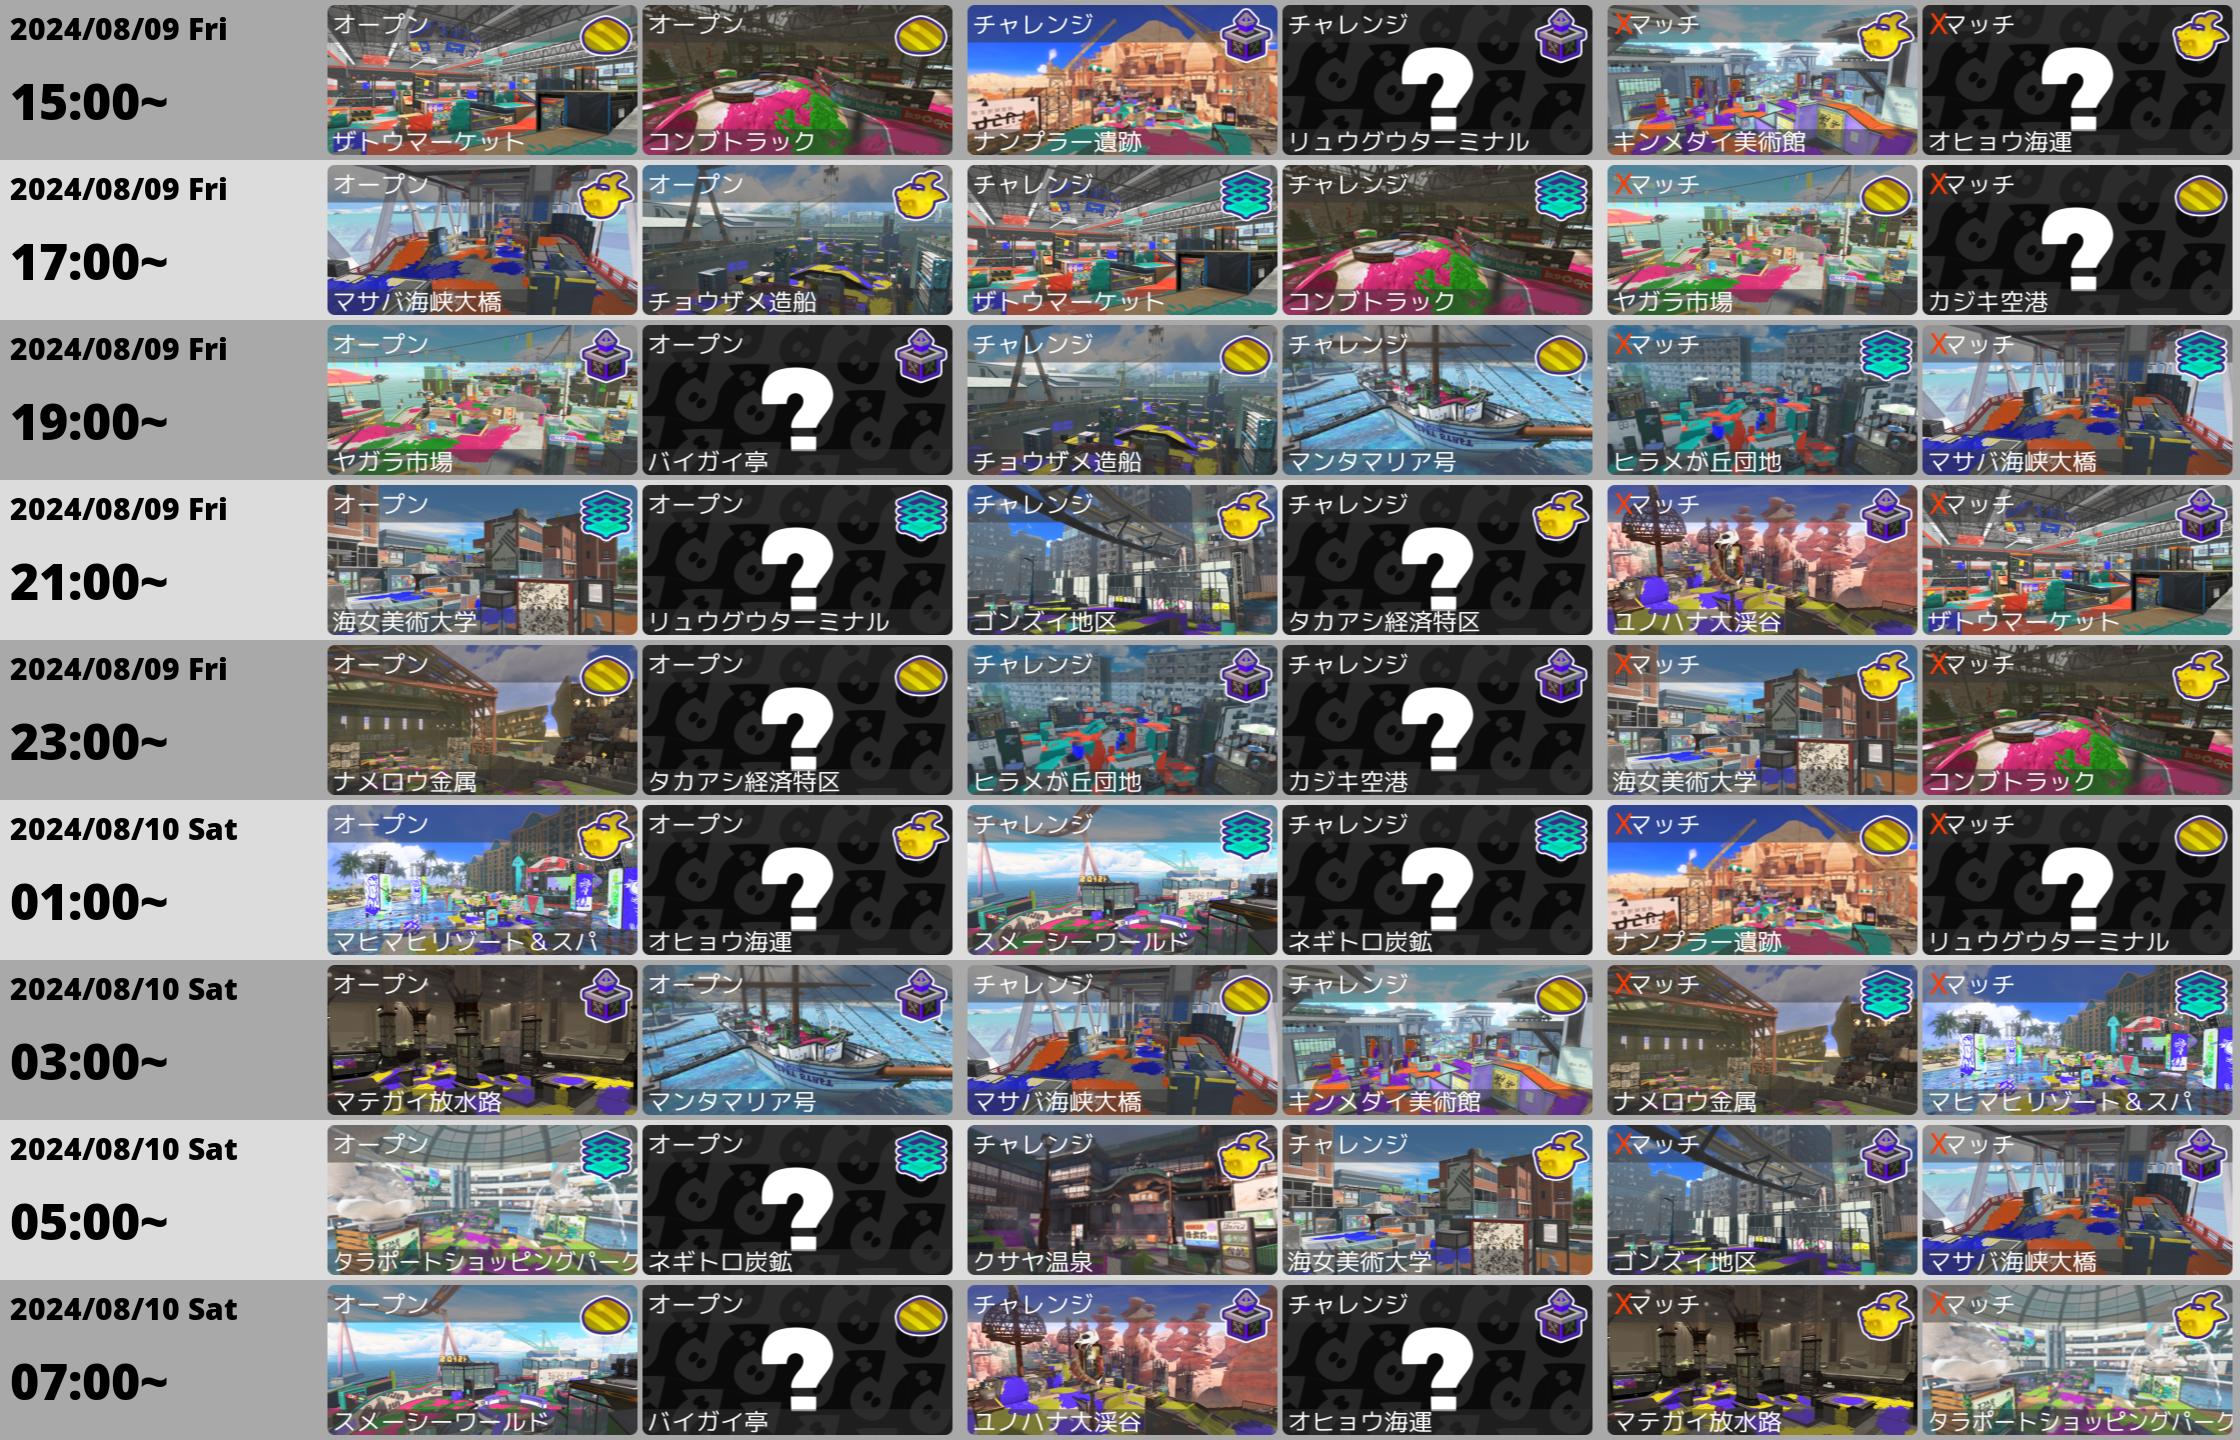 2024/08/09 Fri
15:00~
オープン
ザトウマーケット
オープン
コンブトラック
チャレンジ
ナンプラー遺跡
チャレンジ
リュウグウターミナル
Xマッチ
キンメダイ美術館
Xマッチ
オヒョウ海運
2024/08/09 Fri
17:00~
オープン
マサバ海峡大橋
オープン
チョウザメ造船
チャレンジ
ザトウマーケット
チャレンジ
コンブトラック
Xマッチ
ヤガラ市場
Xマッチ
カジキ空港
2024/08/09 Fri
19:00~
オープン
ヤガラ市場
オープン
バイガイ亭
チャレンジ
チョウザメ造船
チャレンジ
マンタマリア号
Xマッチ
ヒラメが丘団地
Xマッチ
マサバ海峡大橋
2024/08/09 Fri
21:00~
オープン
海女美術大学
オープン
リュウグウターミナル
チャレンジ
ゴンズイ地区
チャレンジ
タカアシ経済特区
Xマッチ
ユノハナ大渓谷
Xマッチ
ザトウマーケット
2024/08/09 Fri
23:00~
オープン
ナメロウ金属
オープン
タカアシ経済特区
チャレンジ
ヒラメが丘団地
チャレンジ
カジキ空港
Xマッチ
海女美術大学
Xマッチ
コンブトラック
2024/08/10 Sat
01:00~
オープン
マヒマヒリゾート＆スパ
オープン
オヒョウ海運
チャレンジ
スメーシーワールド
チャレンジ
ネギトロ炭鉱
Xマッチ
ナンプラー遺跡
Xマッチ
リュウグウターミナル
2024/08/10 Sat
03:00~
オープン
マテガイ放水路
オープン
マンタマリア号
チャレンジ
マサバ海峡大橋
チャレンジ
キンメダイ美術館
Xマッチ
ナメロウ金属
Xマッチ
マヒマヒリゾート＆スパ
2024/08/10 Sat
05:00~
オープン
タラポートショッピングパーク
オープン
ネギトロ炭鉱
チャレンジ
クサヤ温泉
チャレンジ
海女美術大学
Xマッチ
ゴンズイ地区
Xマッチ
マサバ海峡大橋
2024/08/10 Sat
07:00~
オープン
スメーシーワールド
オープン
バイガイ亭
チャレンジ
ユノハナ大渓谷
チャレンジ
オヒョウ海運
Xマッチ
マテガイ放水路
Xマッチ
タラポートショッピングパーク